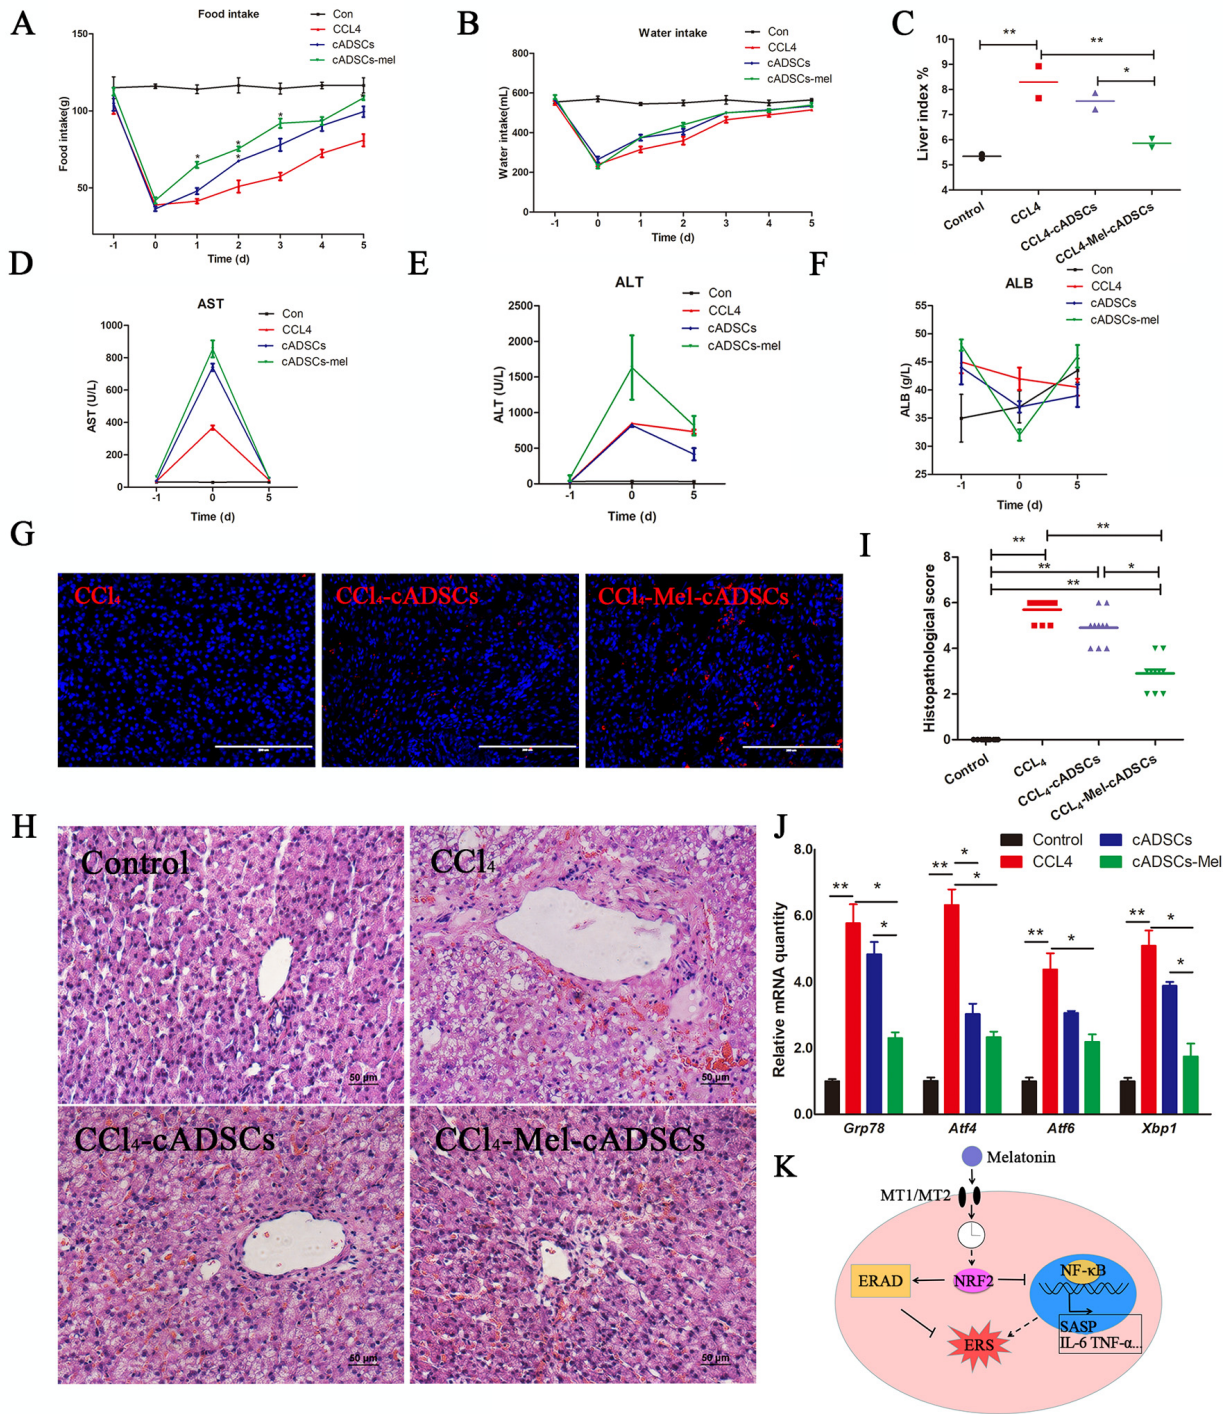 A
Food intake
Con
CCL4
cADSCs
cADSCs-mel
Food intake(g)
150
100
50
-1 0 1 2 3 4 5
* * * *
Time (d)
B
Water intake
Con
CCL4
cADSCs
cADSCs-mel
Water intake(mL)
800
600
400
200
0
-1 0 1 2 3 4 5
Time (d)
C
Liver index %
10
9
8
7
6
5
4
** **
*
Control
CCL4
CCL4-cADSCs
CCL4-Mel-cADSCs
D
AST
Con
CCL4
cADSCs
cADSCs-mel
AST (U/L)
1000
800
600
400
200
0
-1 0 5
Time (d)
E
ALT
Con
CCL4
cADSCs
cADSCs-mel
ALT (U/L)
2500
2000
1500
1000
500
0
-1 0 5
Time (d)
F
ALB
Con
CCL4
cADSCs
cADSCs-mel
ALB (g/L)
55
50
45
40
35
30
25
-1 0 5
Time (d)
G
CCl₄
CCl₄-cADSCs
CCl₄-Mel-cADSCs
I
Histopathological score
8
6
4
2
0
**
**
** *
**
Control
CCL₄
CCL₄-cADSCs
CCL₄-Mel-cADSCs
H
Control
50 μm
CCl₄
50 μm
CCl₄-cADSCs
50 μm
CCl₄-Mel-cADSCs
50 μm
J
Control
CCL4
cADSCs
cADSCs-Mel
Relative mRNA quantity
8.0
6.0
4.0
2.0
0.0
** * *
** * *
** *
** * *
Grp78 Atf4 Atf6 Xbp1
K
Melatonin
MT1/MT2
ERAD
NRF2
NF-κB
SASP
IL-6 TNF-α...
ERS